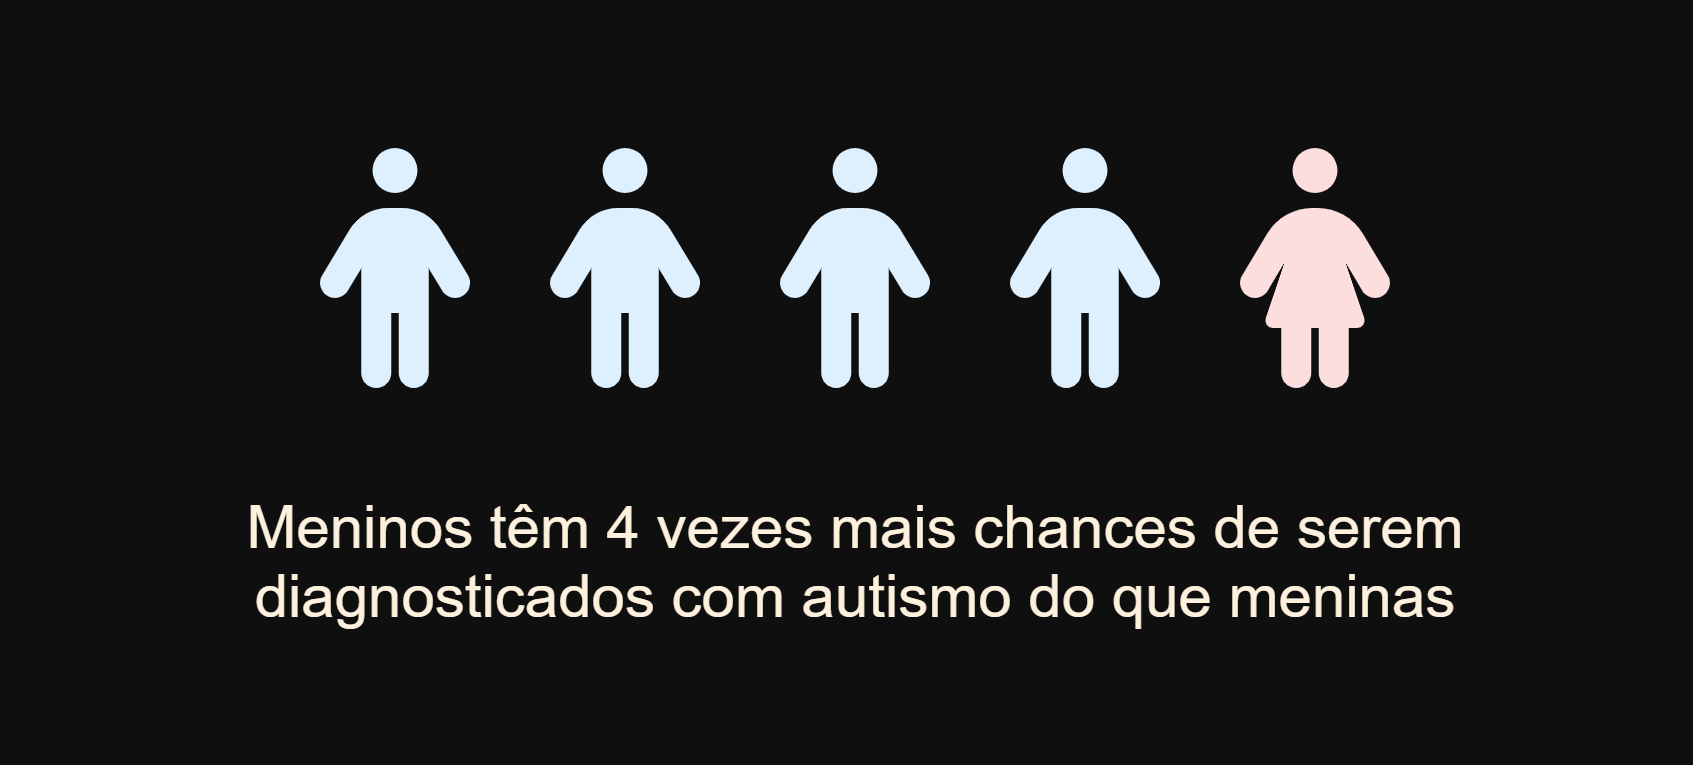 Meninos têm 4 vezes mais chances de serem
diagnosticados com autismo do que meninas